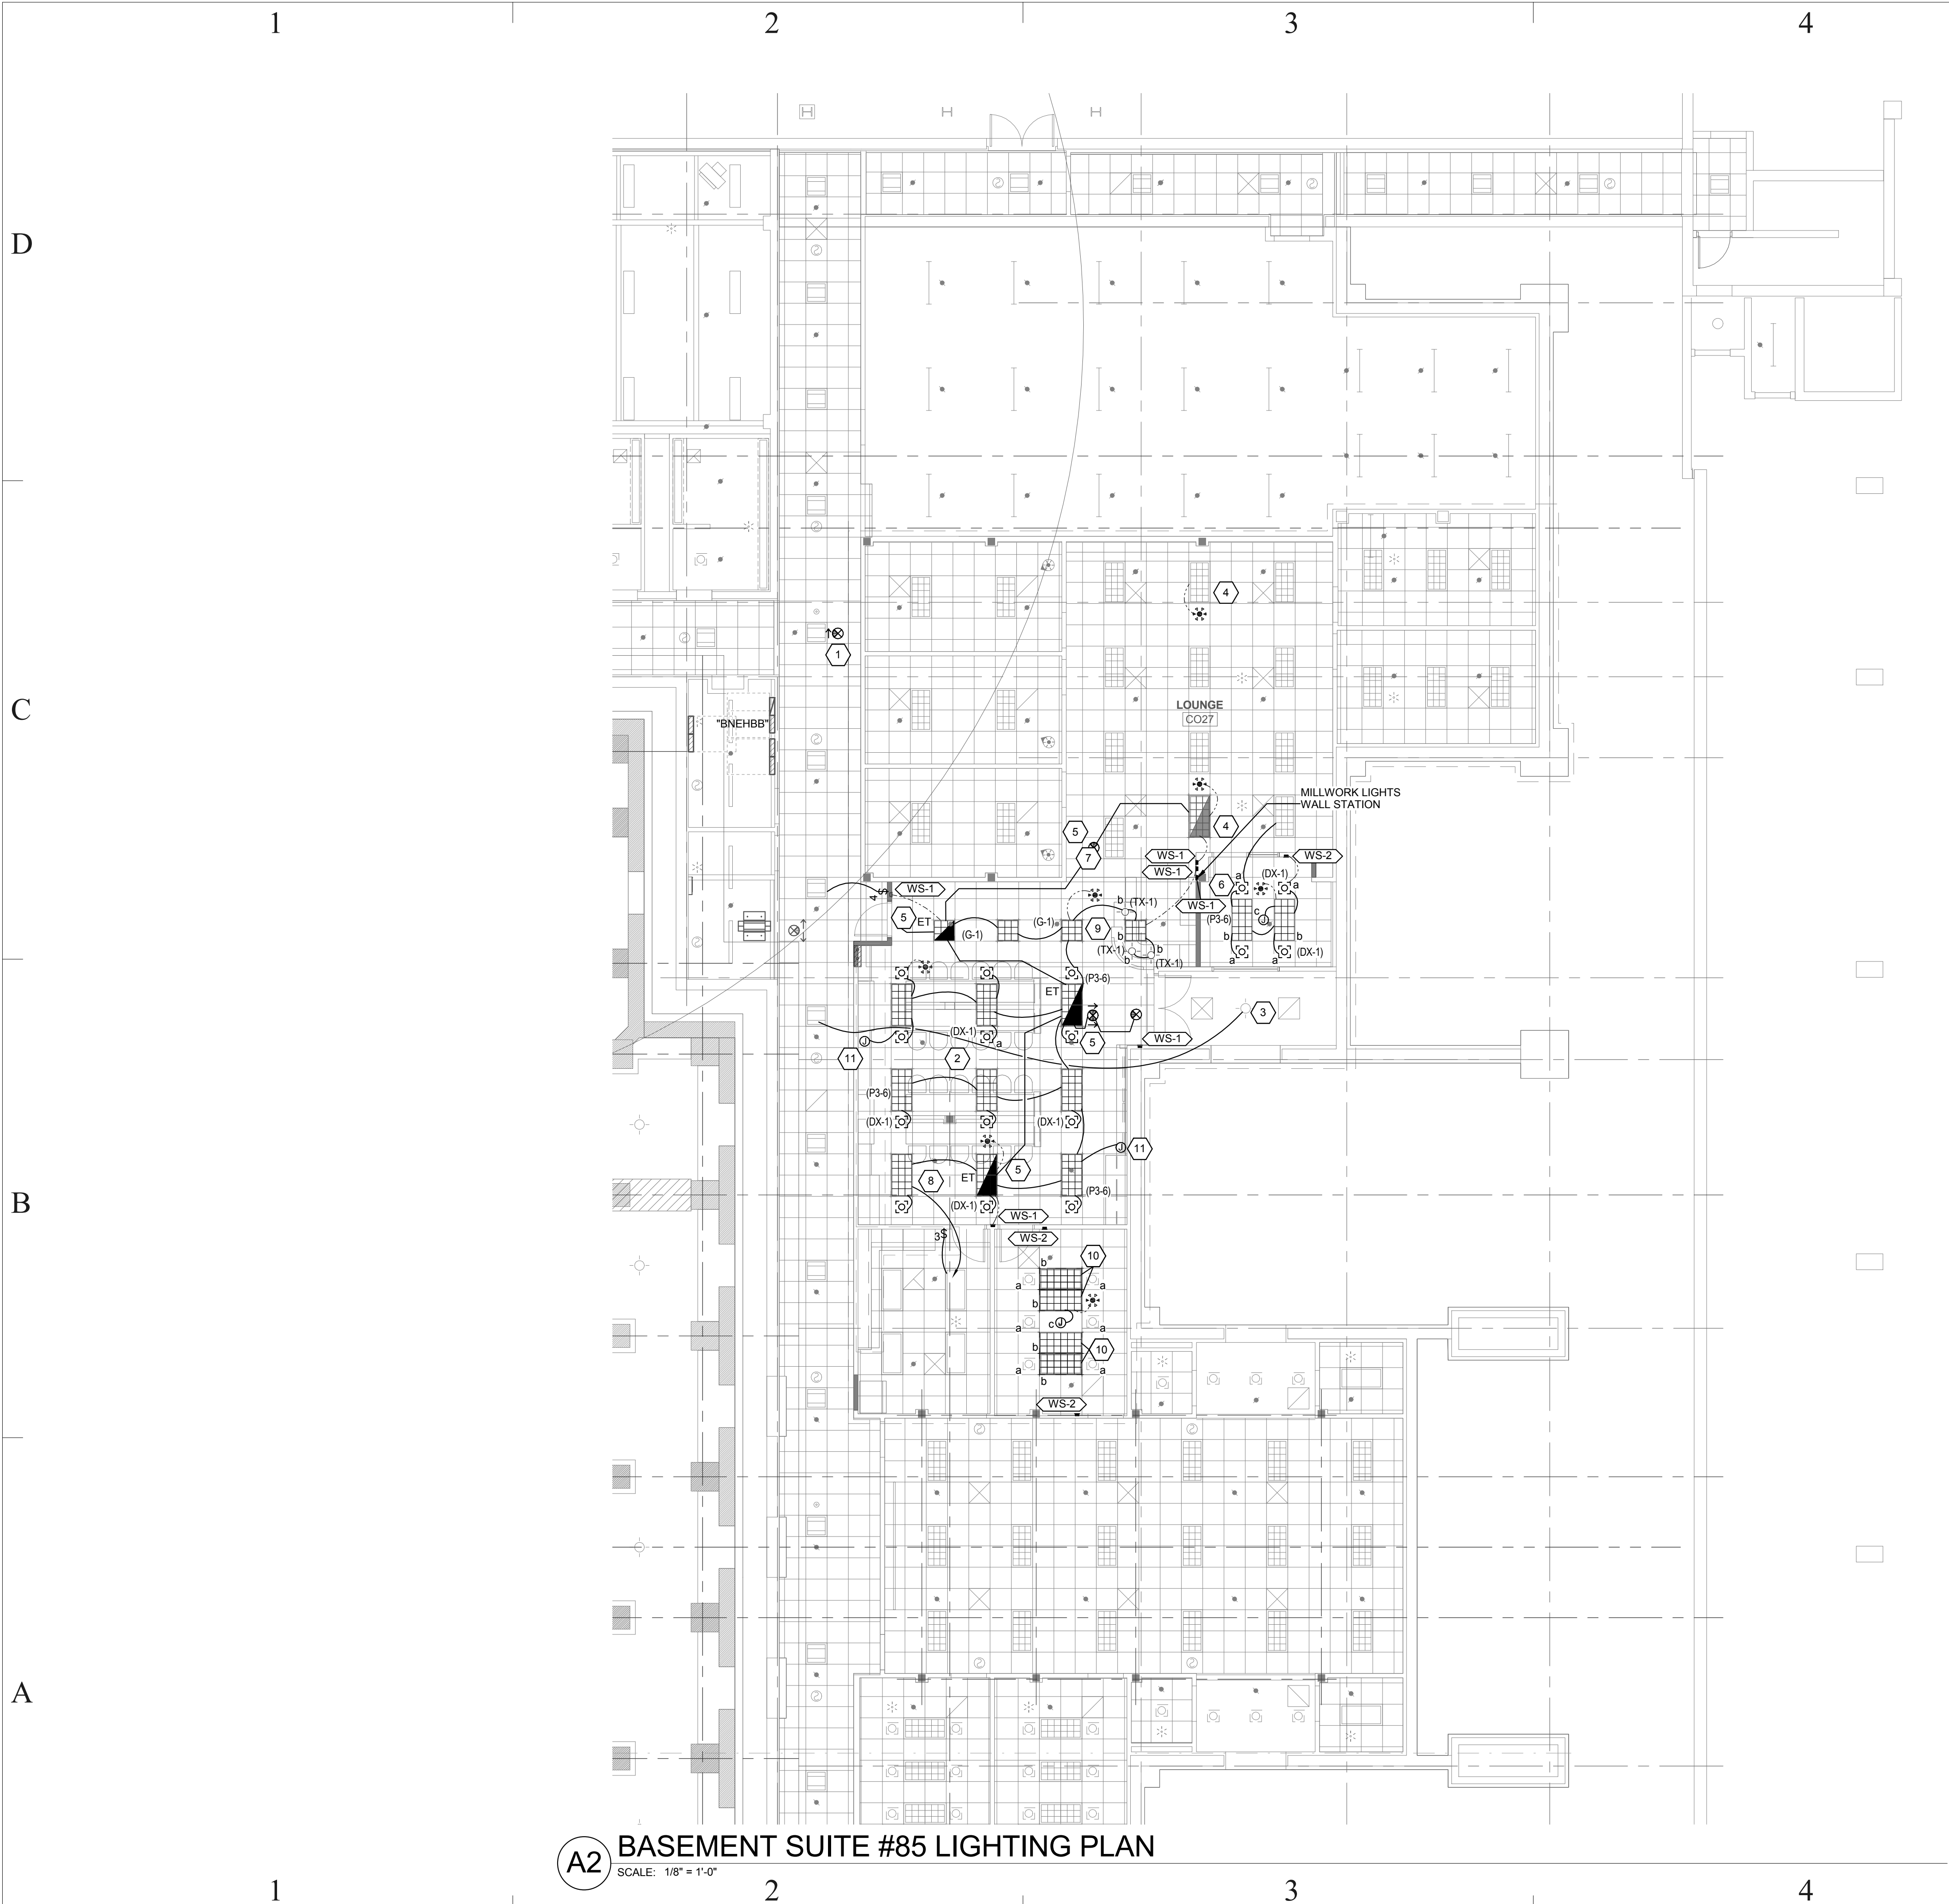 1
2
3
4
D
H
H
H
4
1
C
"BNEHBB"
LOUNGE
CO27
MILLWORK LIGHTS
WALL STATION
5
4
7
WS-1
WS-2
WS-1
4$
WS-1
6
(DX-1)
a
a
b
(TX-1)
WS-1
5
ET
(G-1)
(G-1)
9
b
(P3-6)
c
J
b
b
(TX-1)
b
b
(TX-1)
a
a
(DX-1)
(P3-6)
ET
3
(DX-1)
a
J
5
WS-1
11
2
(P3-6)
(DX-1)
(DX-1)
J
11
B
8
ET
5
(P3-6)
(DX-1)
WS-1
3$
WS-2
b
10
a
a
b
c
J
a
a
b
10
a
a
b
WS-2
A
A2
BASEMENT SUITE #85 LIGHTING PLAN
SCALE: 1/8" = 1'-0"
1
2
3
4